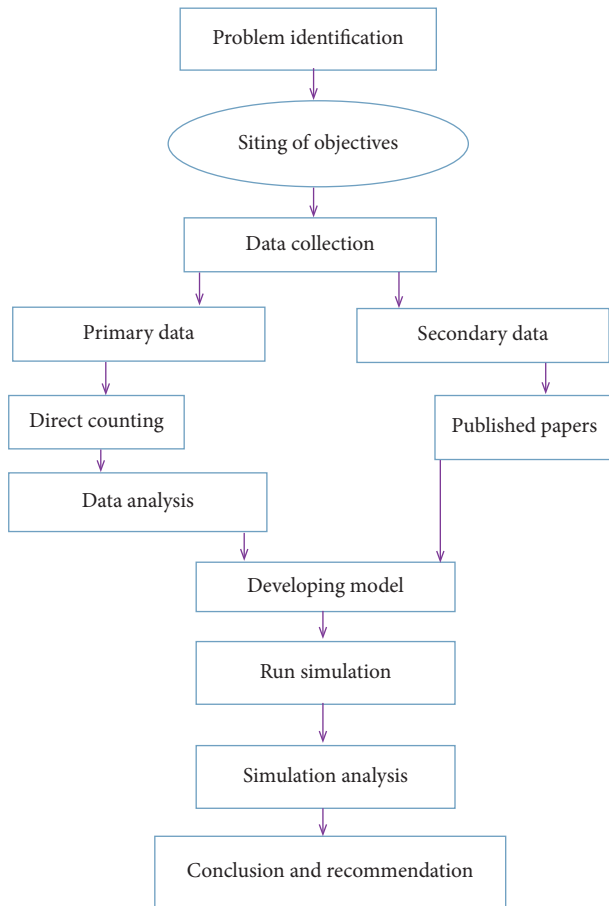 Problem identification
Siting of objectives
Data collection
Primary data
Secondary data
Direct counting
Published papers
Data analysis
Developing model
Run simulation
Simulation analysis
Conclusion and recommendation